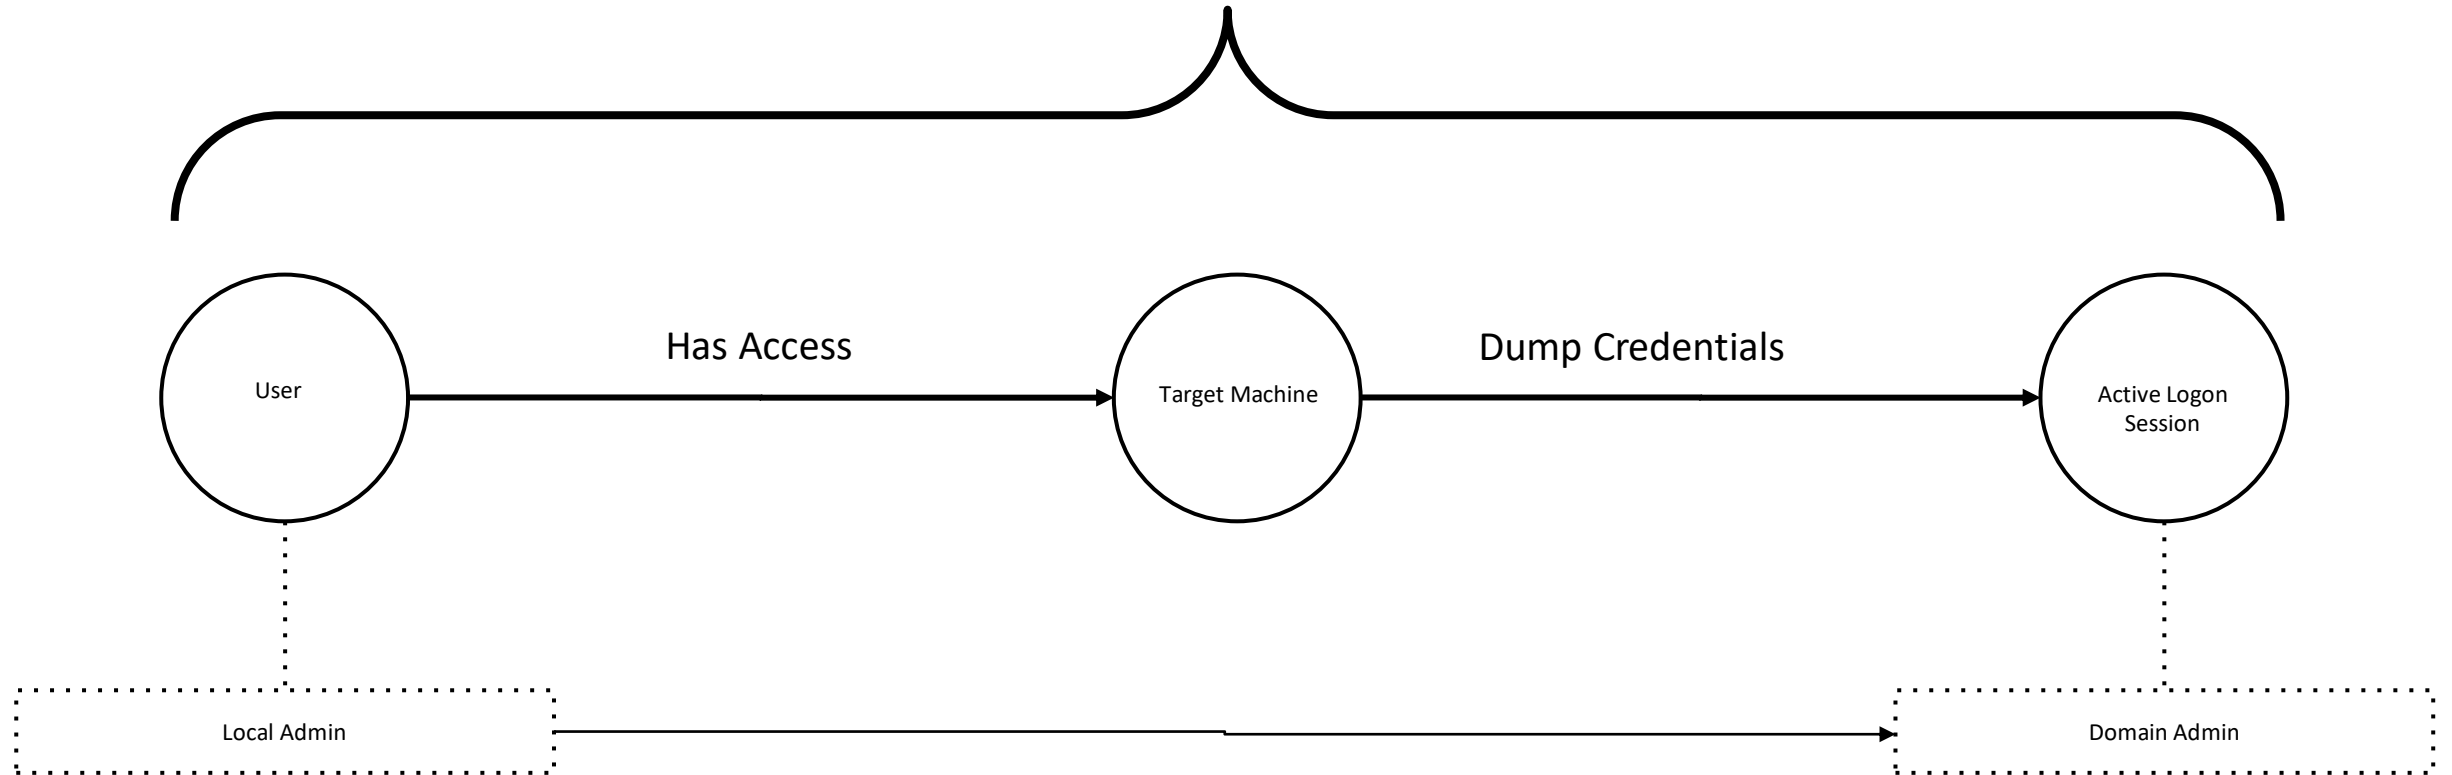 Has Access
Dump Credentials
User
Target Machine
Active Logon
Session
Local Admin
Domain Admin